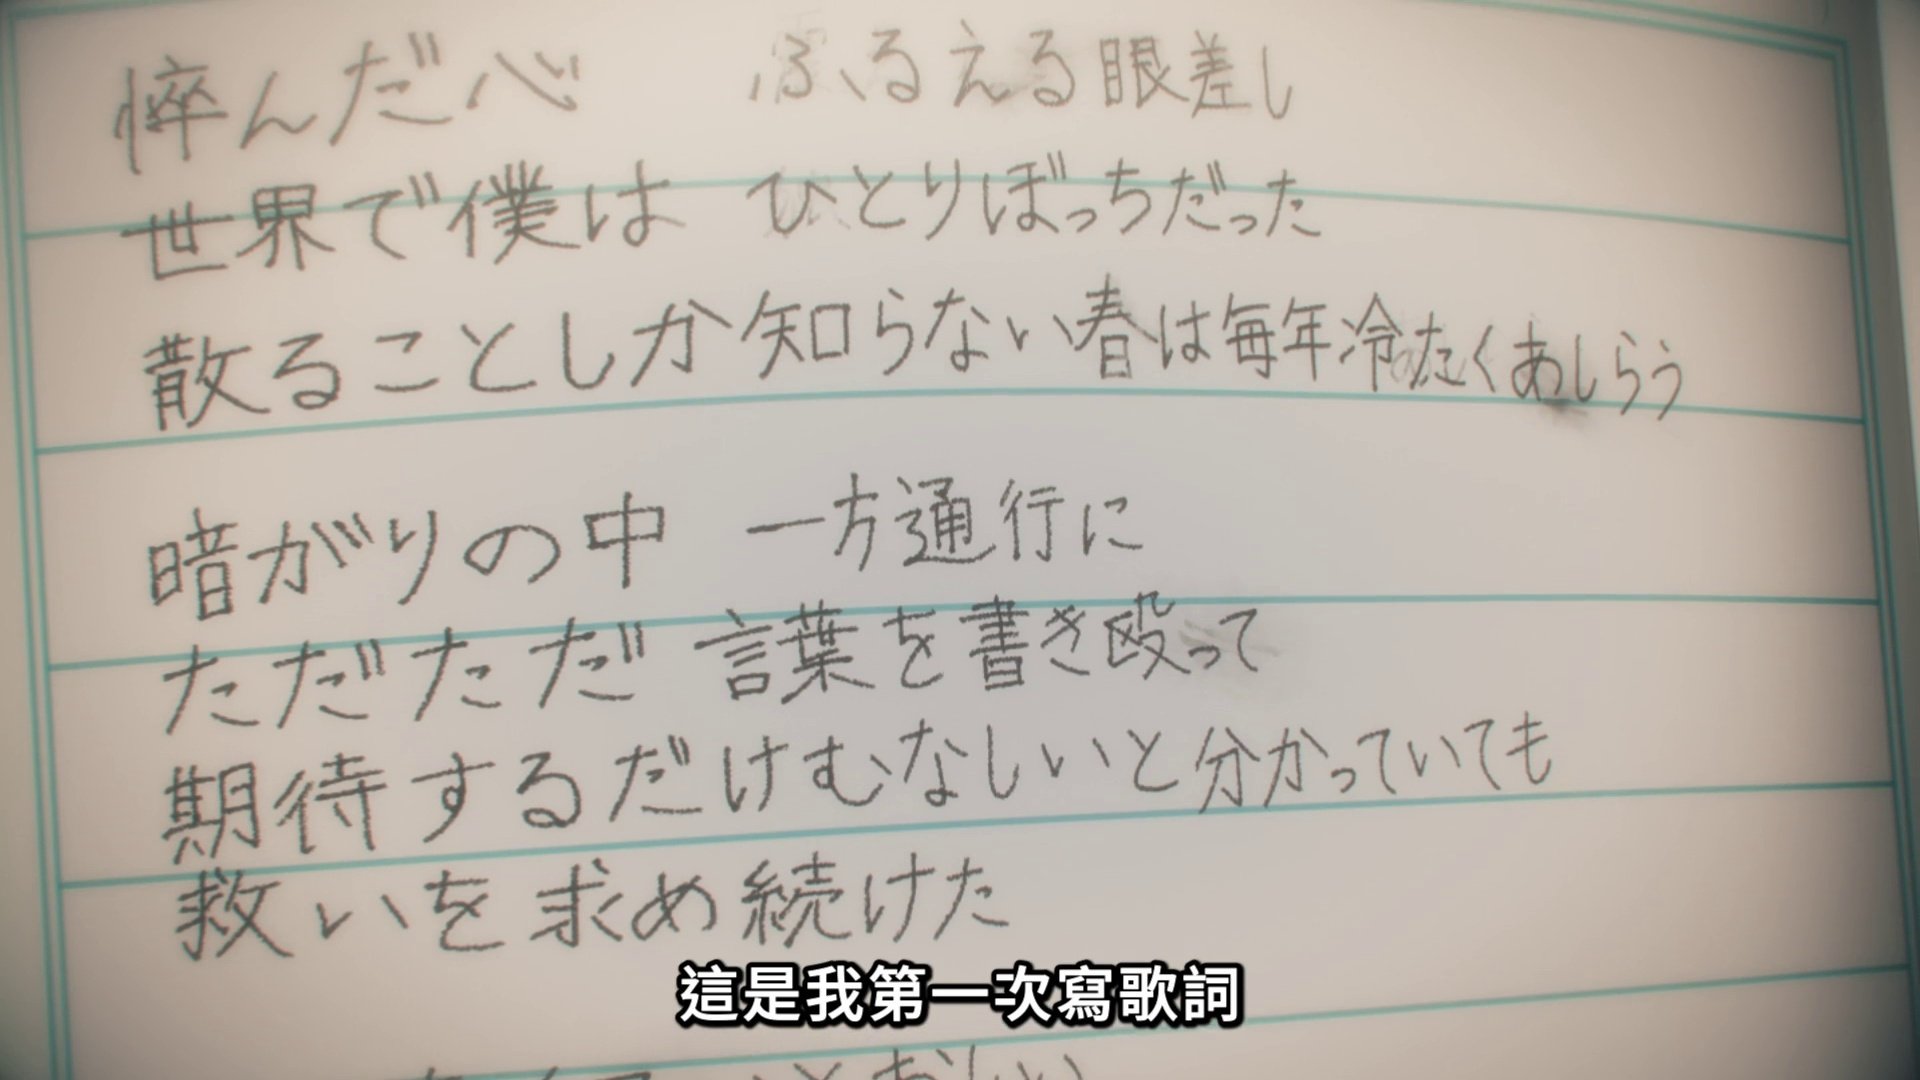 悴んだ心 ふるえる眼差し
世界で僕は ひとりぼっちだった
散ることしか知らない春は毎年冷たくあしらう
暗がりの中 一方通行に
ただただ 言葉を書き殴って
期待するだけむなしいと分かっていても
救いを求め続けた
這是我第一次寫歌詞